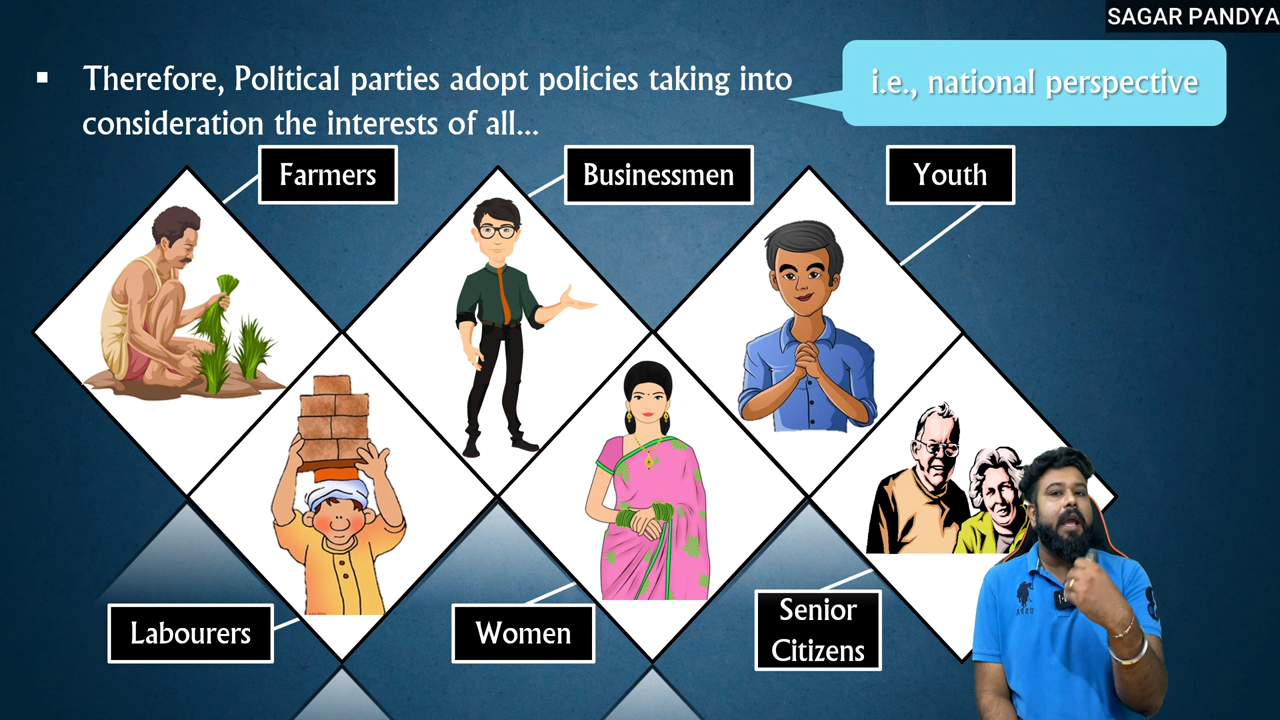 SAGAR PANDYA
▪ Therefore, Political parties adopt policies taking into
consideration the interests of all...
i.e., national perspective
Farmers
Businessmen
Youth
Labourers
Women
Senior
Citizens